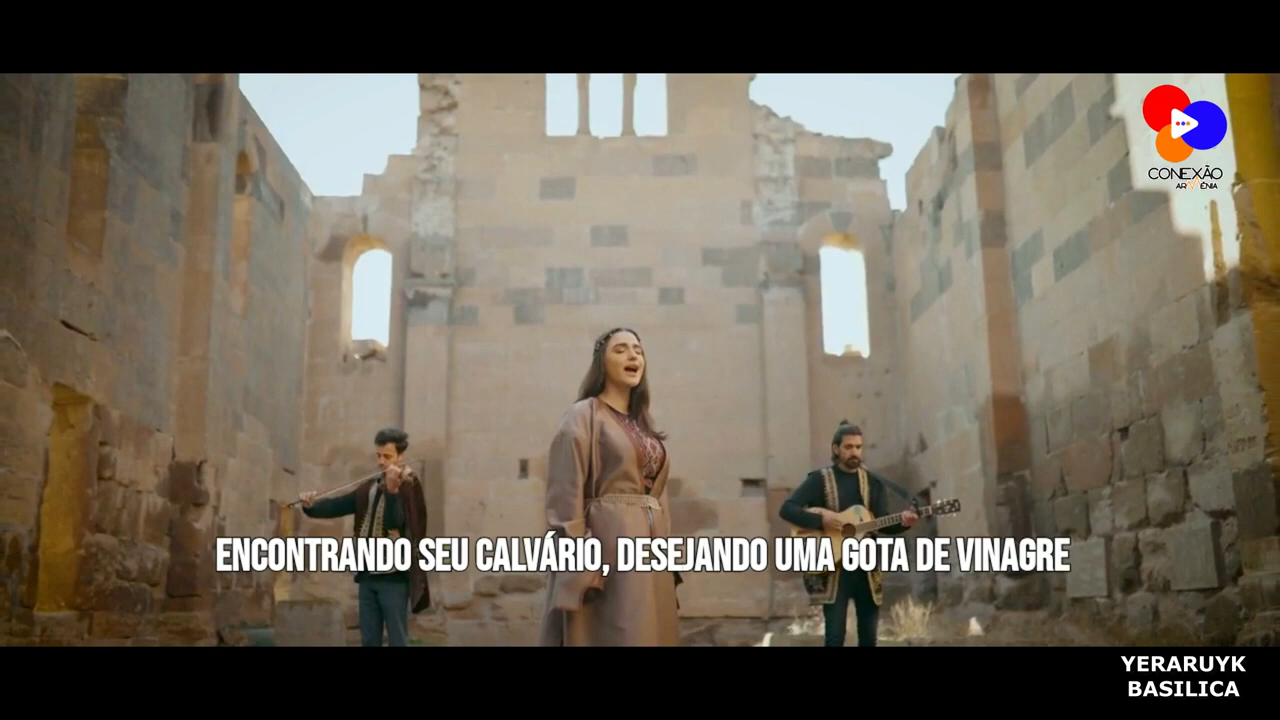 CONEXÃO
ARMÊNIA
ENCONTRANDO SEU CALVÁRIO, DESEJANDO UMA GOTA DE VINAGRE
YERARUYK
BASILICA